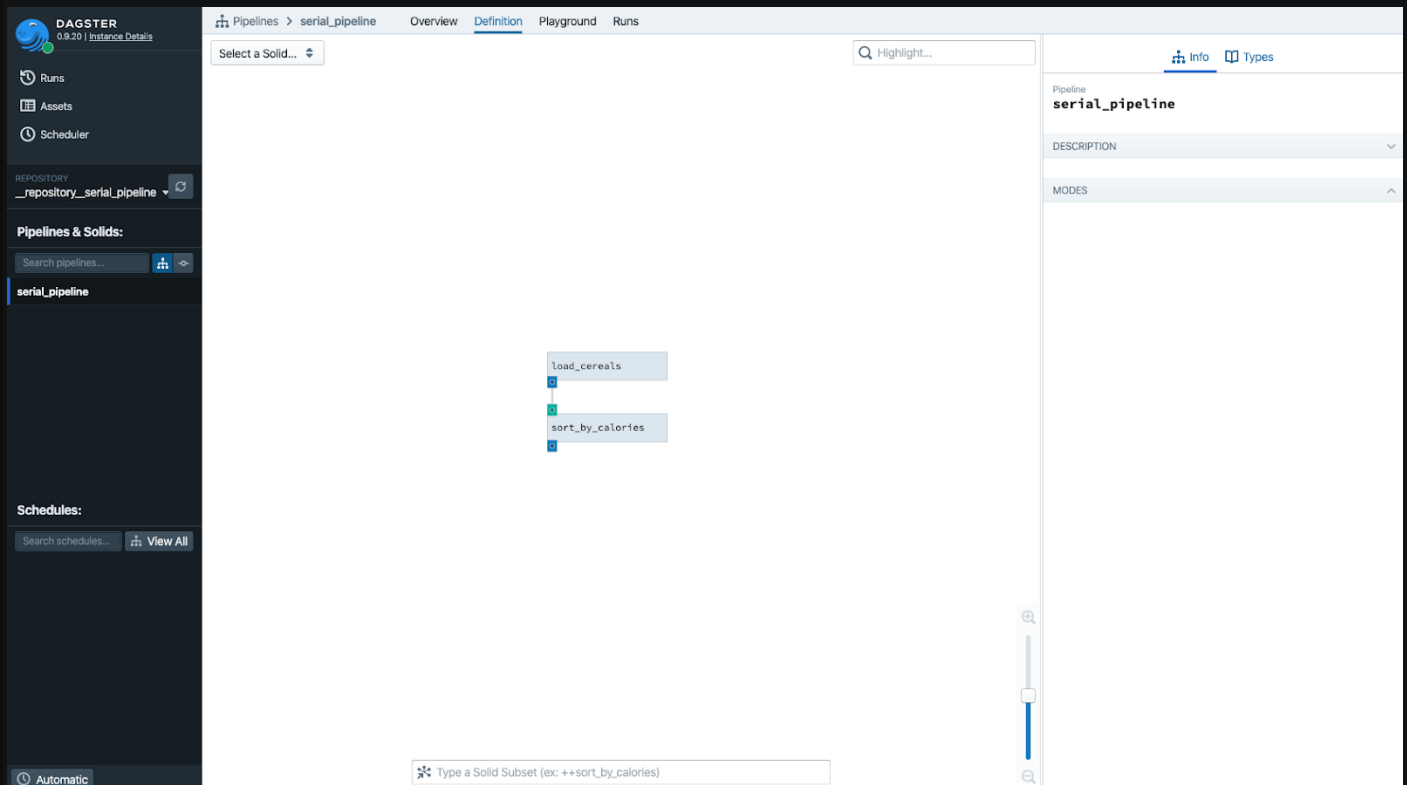 DAGSTER
0.9.20 | Instance Details
Runs
Assets
Scheduler
REPOSITORY
__repository__serial_pipeline
Pipelines & Solids:
Search pipelines...
serial_pipeline
Schedules:
Search schedules...
View All
Automatic
Pipelines > serial_pipeline
Overview Definition Playground Runs
Select a Solid...
Highlight...
load_cereals
sort_by_calories
Type a Solid Subset (ex: ++sort_by_calories)
Info Types
Pipeline
serial_pipeline
DESCRIPTION
MODES